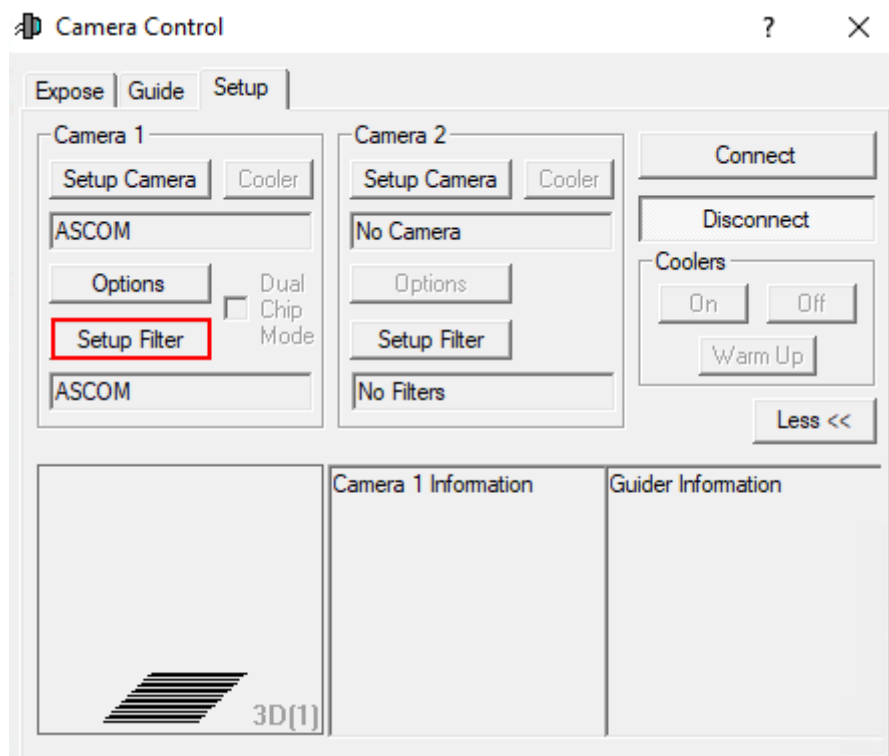 Camera Control
?
Expose
Guide
Setup
Camera 1
Setup Camera
Cooler
ASCOM
Options
Dual
Chip
Mode
Setup Filter
ASCOM
Camera 2
Setup Camera
Cooler
No Camera
Options
Setup Filter
No Filters
Connect
Disconnect
Coolers
On
Off
Warm Up
Less <<
3D(1)
Camera 1 Information
Guider Information